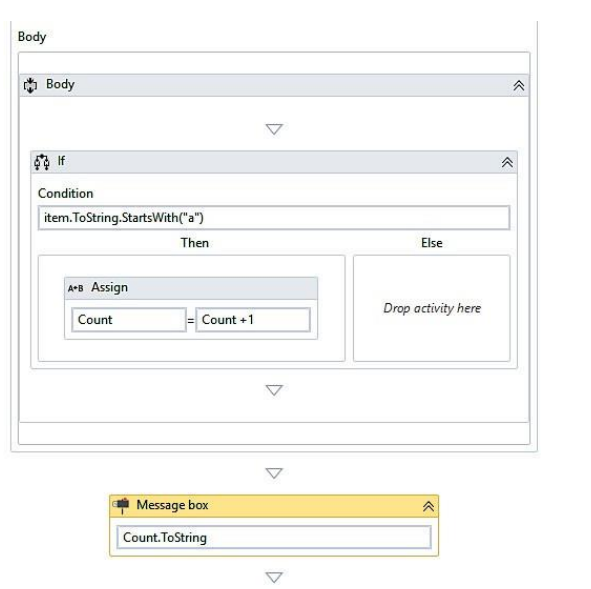 Body
Body
If
Condition
item.ToString.StartsWith("a")
Then Else
A+B Assign
Count = Count +1
Drop activity here
Message box
Count.ToString